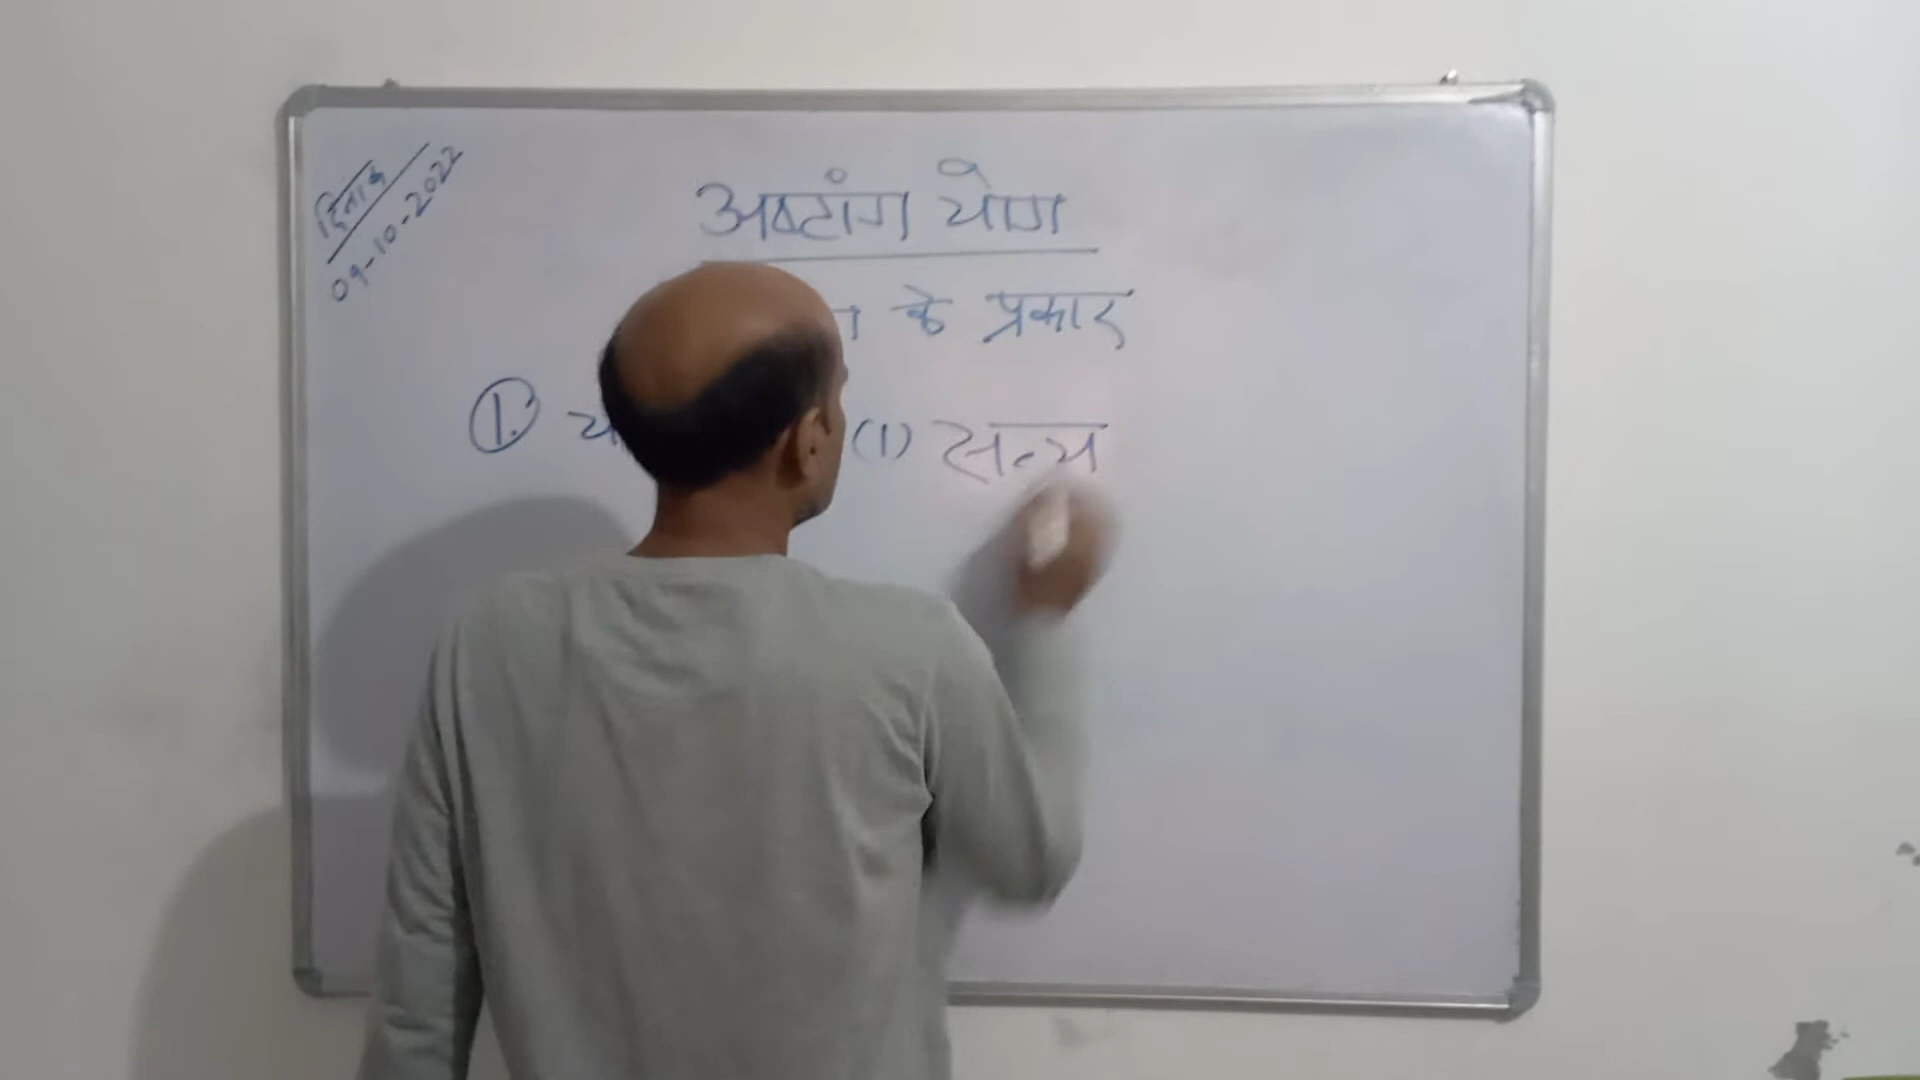 दिनांक
09-10-2022
अष्टांग योग
के प्रकार
1.
(1) सत्य